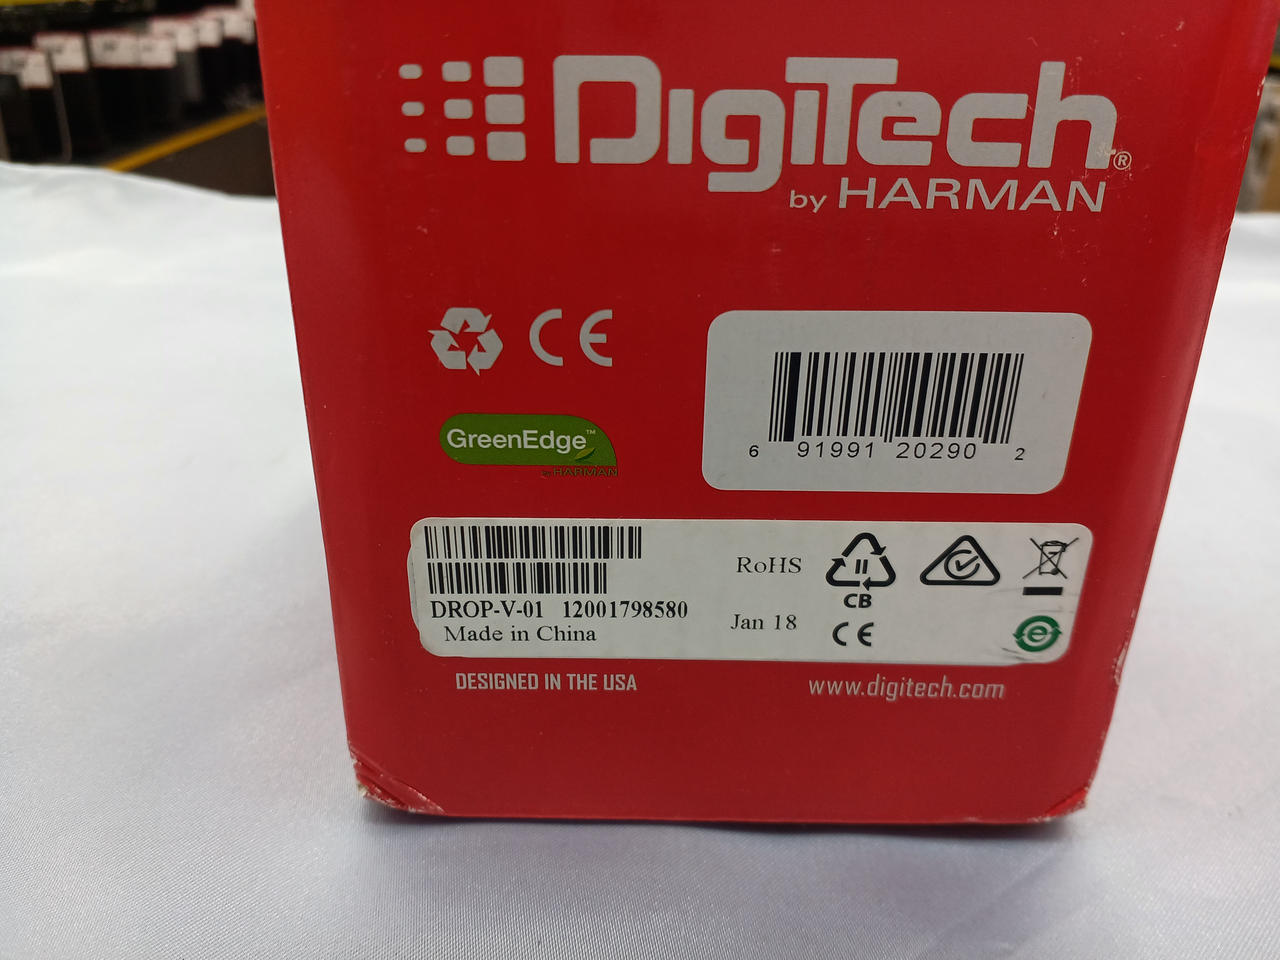 DigiTech®
by HARMAN
CE
GreenEdge™
by HARMAN
6 91991 20290 2
DROP-V-01 12001798580
Made in China
RoHS
Jan 18
CB
CE
e
DESIGNED IN THE USA
www.digitech.com